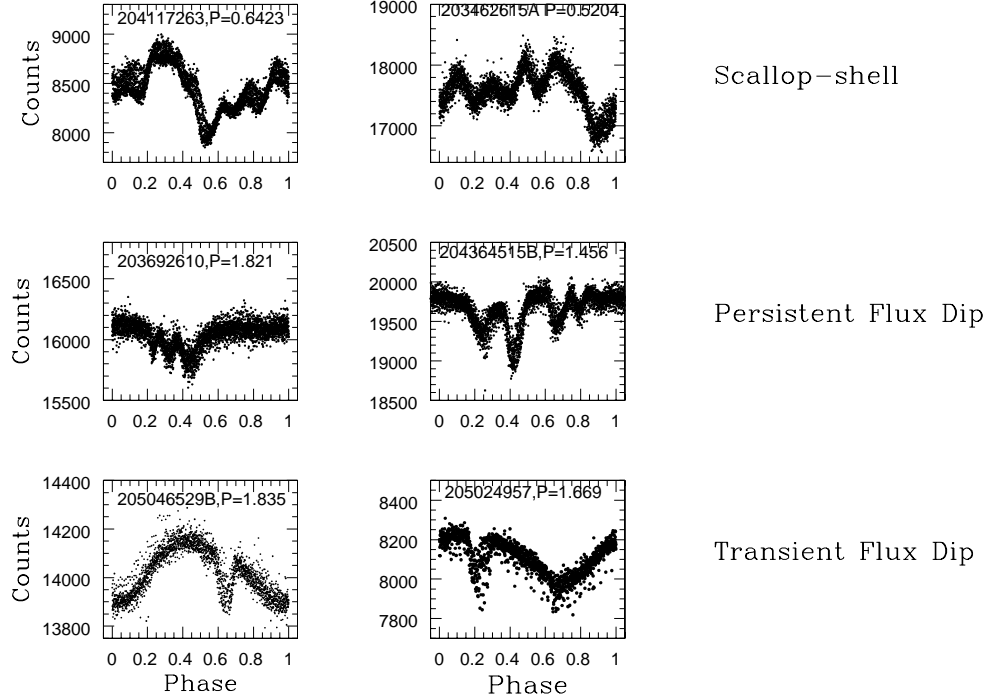 204117263,P=0.6423
203462615A P=0.5204
Counts
9000
8500
8000
19000
18000
17000
0 0.2 0.4 0.6 0.8 1
0 0.2 0.4 0.6 0.8 1
Scallop-shell
203692610,P=1.821
204364515B,P=1.456
Counts
16500
16000
15500
20500
20000
19500
19000
18500
0 0.2 0.4 0.6 0.8 1
0 0.2 0.4 0.6 0.8 1
Persistent Flux Dip
205046529B,P=1.835
205024957,P=1.669
Counts
14400
14200
14000
13800
8400
8200
8000
7800
0 0.2 0.4 0.6 0.8 1
0 0.2 0.4 0.6 0.8 1
Phase
Phase
Transient Flux Dip